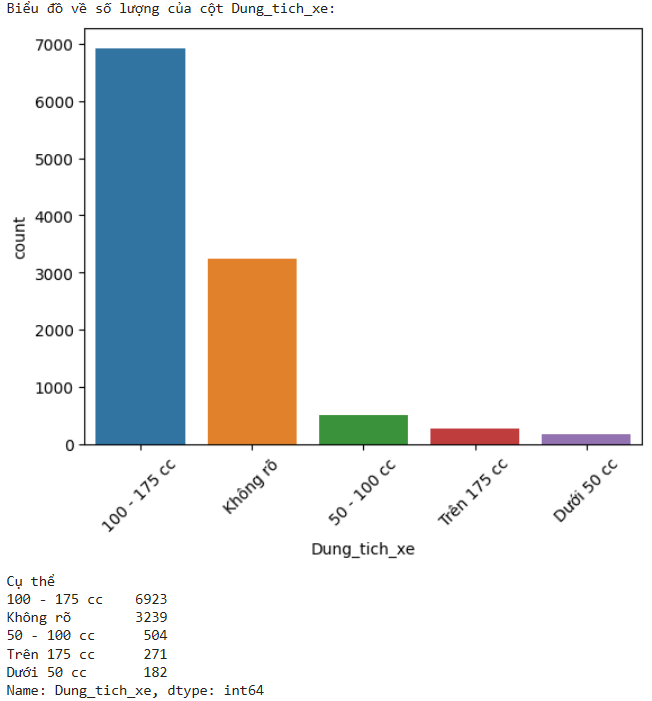 Biểu đồ về số lượng của cột Dung_tich_xe:
7000
6000
5000
4000
3000
2000
1000
0
count
100 - 175 cc
Không rõ
50 - 100 cc
Trên 175 cc
Dưới 50 cc
Dung_tich_xe
Cụ thể
100 - 175 cc    6923
Không rõ        3239
50 - 100 cc      504
Trên 175 cc      271
Dưới 50 cc       182
Name: Dung_tich_xe, dtype: int64